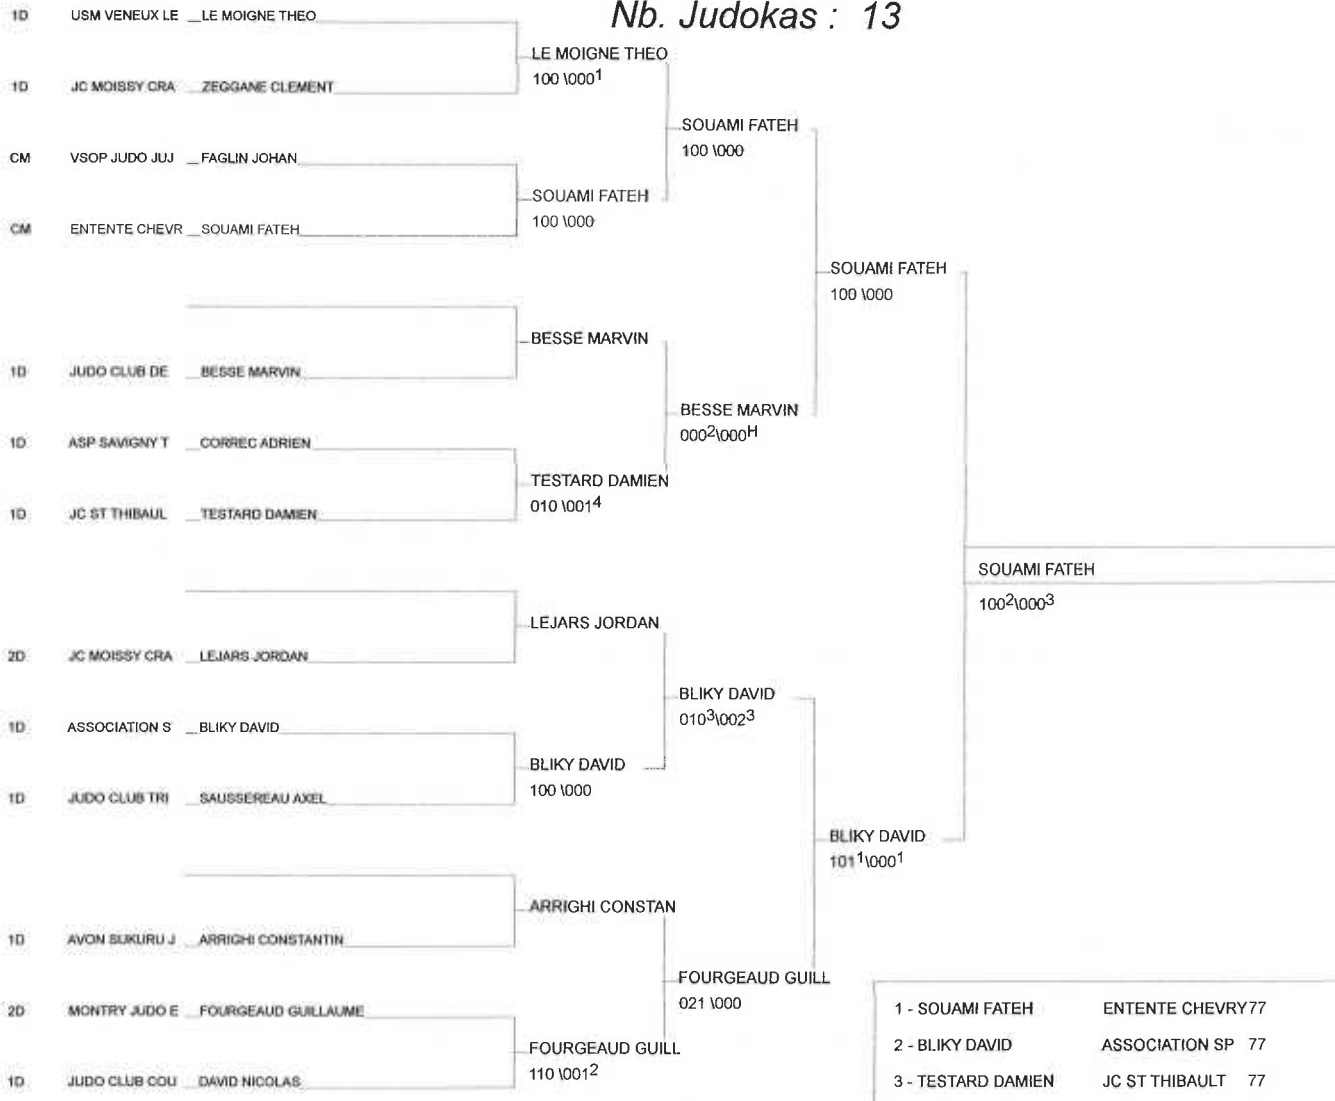 Nb. Judokas : 13
1D USM VENEUX LE LE MOIGNE THEO
LE MOIGNE THEO
100 \000¹
1D JC MOISSY CRA ZEGGANE CLEMENT
SOUAMI FATEH
100 \000
CM VSOP JUDO JUJ FAGLIN JOHAN
SOUAMI FATEH
100 \000
CM ENTENTE CHEVR SOUAMI FATEH
SOUAMI FATEH
100 \000
BESSE MARVIN
1D JUDO CLUB DE BESSE MARVIN
BESSE MARVIN
000²\000ᴴ
1D ASP SAVIGNY T CORREC ADRIEN
TESTARD DAMIEN
010 \001⁴
1D JC ST THIBAUL TESTARD DAMIEN
SOUAMI FATEH
100²\000³
LEJARS JORDAN
2D JC MOISSY CRA LEJARS JORDAN
BLIKY DAVID
010³\002³
1D ASSOCIATION S BLIKY DAVID
BLIKY DAVID
100 \000
1D JUDO CLUB TRI SAUSSEREAU AXEL
BLIKY DAVID
101¹\000¹
ARRIGHI CONSTAN
1D AVON SUKURU J ARRIGHI CONSTANTIN
FOURGEAUD GUILL
021 \000
2D MONTRY JUDO E FOURGEAUD GUILLAUME
FOURGEAUD GUILL
110 \001²
1D JUDO CLUB COU DAVID NICOLAS
1 - SOUAMI FATEH ENTENTE CHEVRY 77
2 - BLIKY DAVID ASSOCIATION SP 77
3 - TESTARD DAMIEN JC ST THIBAULT 77